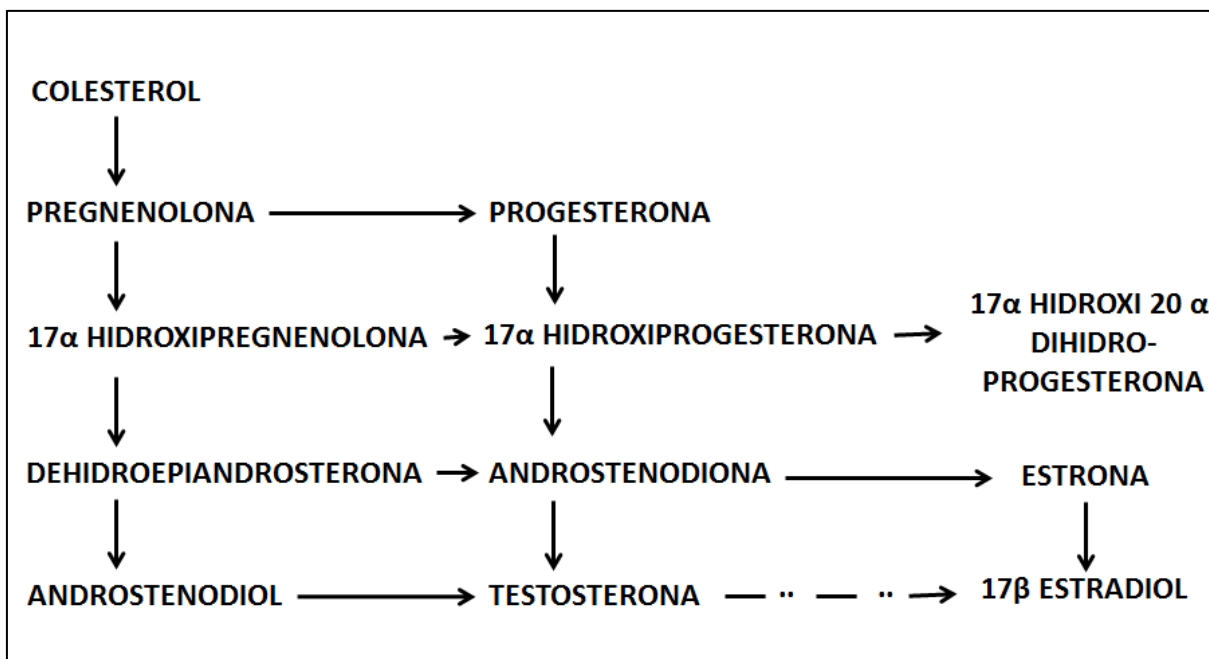 COLESTEROL
PREGNENOLONA
PROGESTERONA
17α HIDROXIPREGNENOLONA
17α HIDROXIPROGESTERONA
17α HIDROXI 20 α
DIHIDRO-
PROGESTERONA
DEHIDROEPIANDROSTERONA
ANDROSTENODIONA
ESTRONA
ANDROSTENODIOL
TESTOSTERONA
17β ESTRADIOL